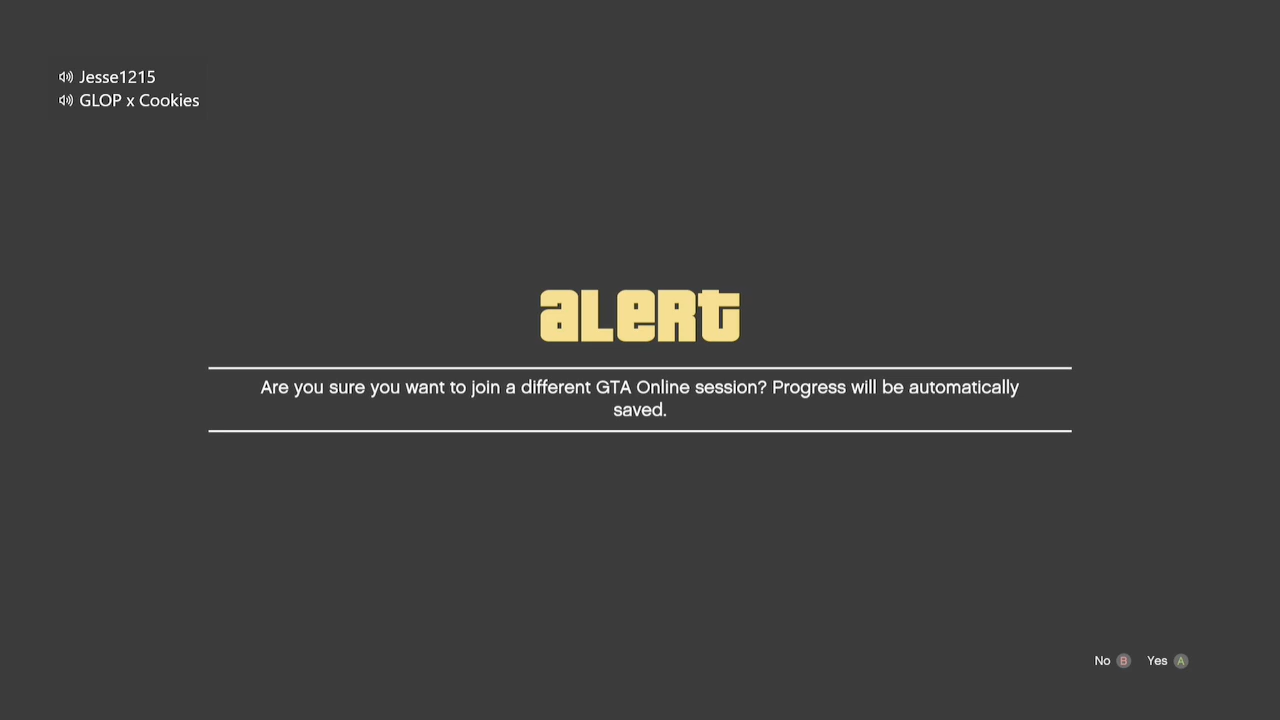 Jesse1215
GLOP x Cookies
aLeRt
Are you sure you want to join a different GTA Online session? Progress will be automatically
saved.
No B Yes A